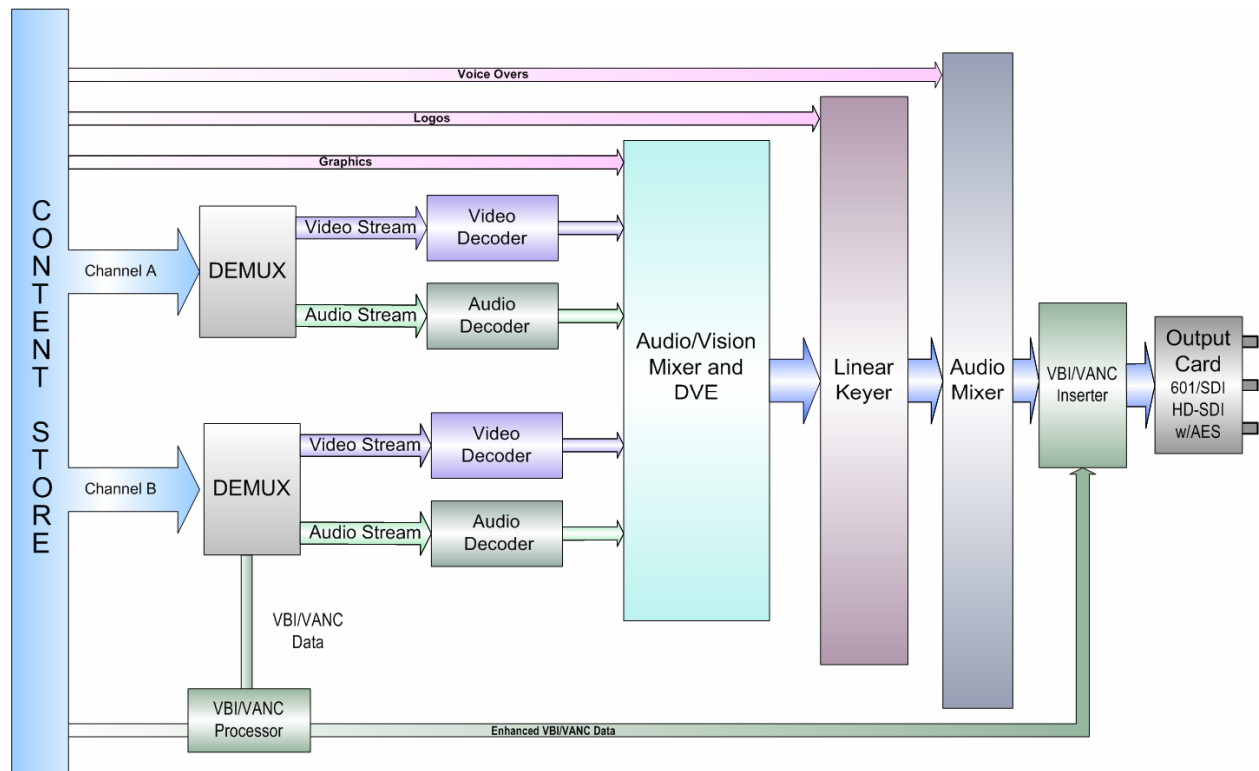 Voice Overs
Logos
Graphics
CONTENT STORE
Channel A
DEMUX
Video Stream
Video
Decoder
Audio Stream
Audio
Decoder
Channel B
DEMUX
Video Stream
Video
Decoder
Audio Stream
Audio
Decoder
VBI/VANC
Data
VBI/VANC
Processor
Enhanced VBI/VANC Data
Audio/Vision
Mixer and
DVE
Linear
Keyer
Audio
Mixer
VBI/VANC
Inserter
Output
Card
601/SDI
HD-SDI
w/AES